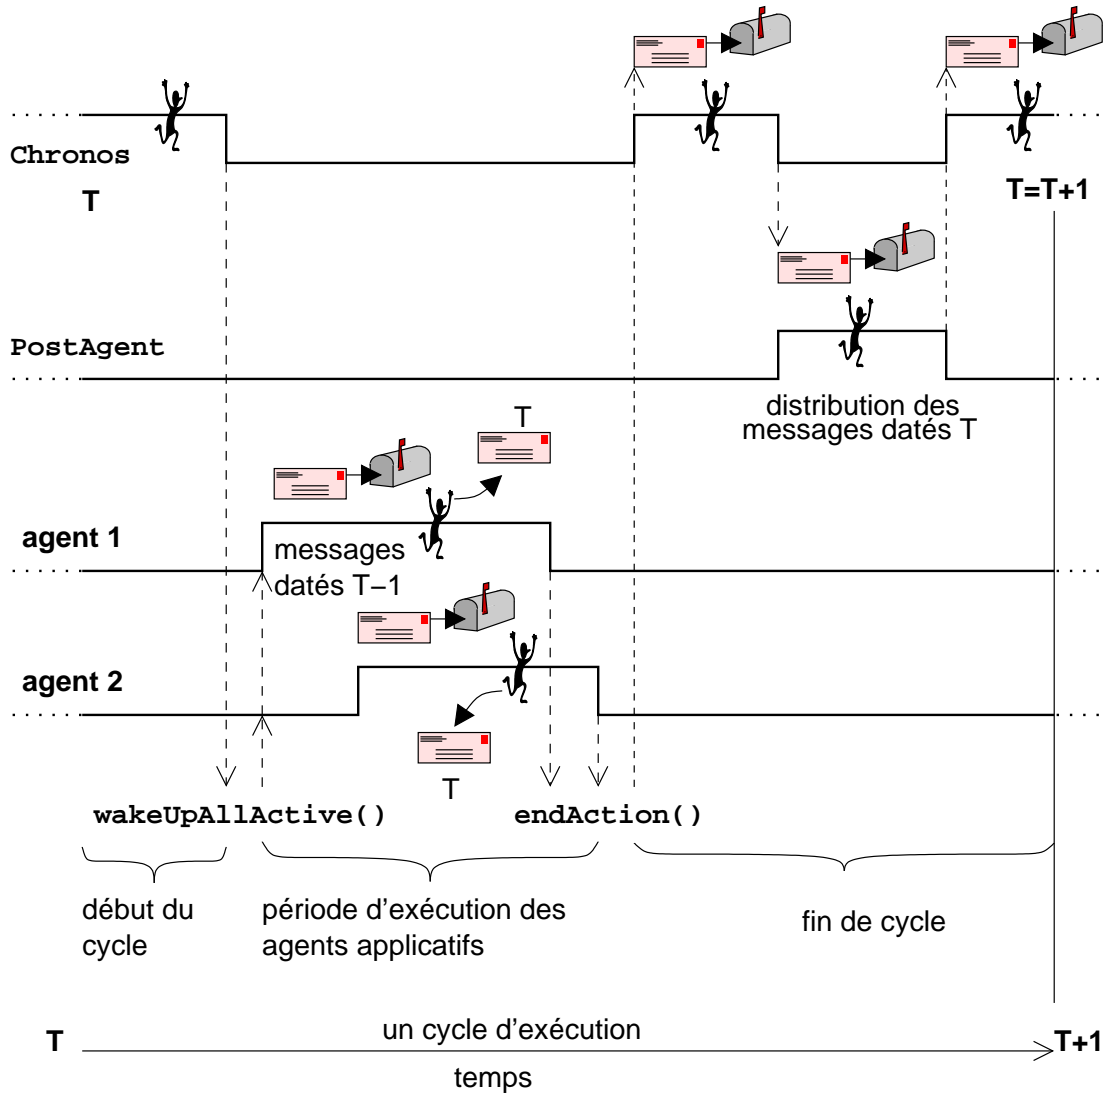 Chronos
T
T=T+1
PostAgent
distribution des
messages datés T
T
agent 1
messages
datés T−1
agent 2
T
wakeUpAllActive()
endAction()
début du
cycle
période d'exécution des
agents applicatifs
fin de cycle
T
un cycle d'exécution
T+1
temps